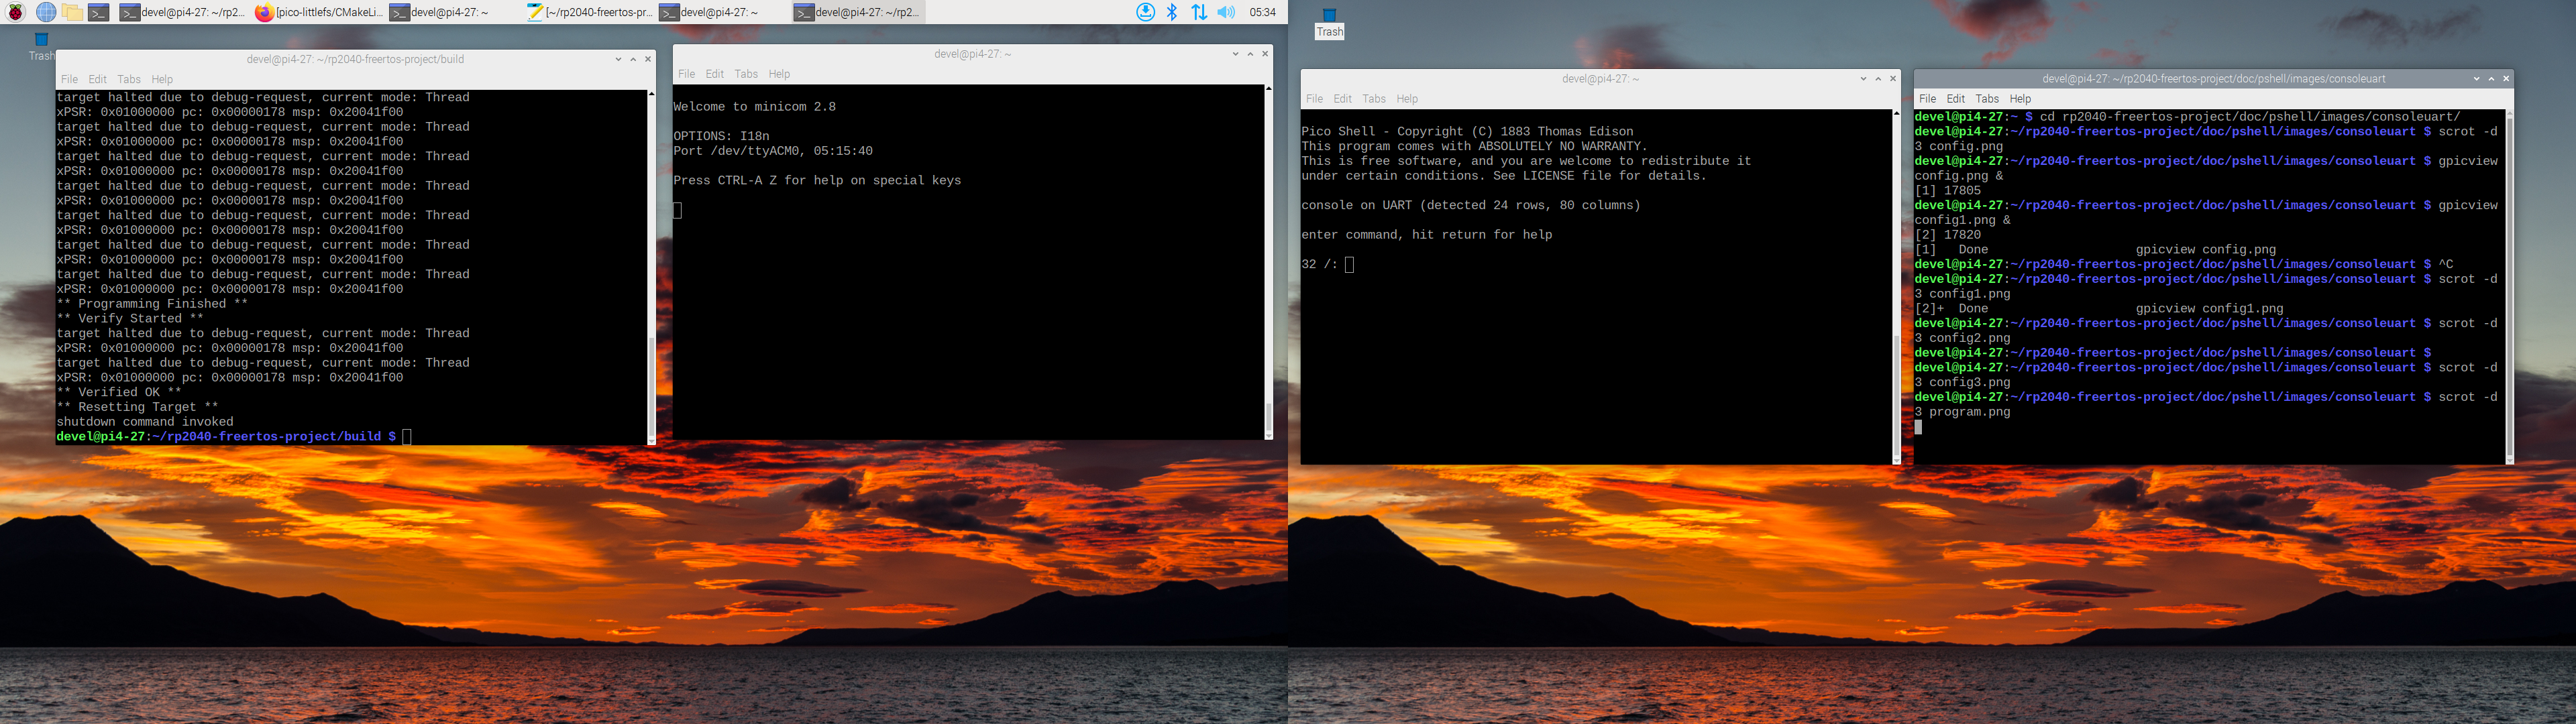 devel@pi4-27: ~/rp2...
[pico-littlefs/CMakeLi...
devel@pi4-27: ~
[~/rp2040-freertos-pr...
devel@pi4-27: ~
devel@pi4-27: ~/rp2...
05:34
Trash
devel@pi4-27: ~/rp2040-freertos-project/build
File Edit Tabs Help
target halted due to debug-request, current mode: Thread
xPSR: 0x01000000 pc: 0x00000178 msp: 0x20041f00
target halted due to debug-request, current mode: Thread
xPSR: 0x01000000 pc: 0x00000178 msp: 0x20041f00
target halted due to debug-request, current mode: Thread
xPSR: 0x01000000 pc: 0x00000178 msp: 0x20041f00
target halted due to debug-request, current mode: Thread
xPSR: 0x01000000 pc: 0x00000178 msp: 0x20041f00
target halted due to debug-request, current mode: Thread
xPSR: 0x01000000 pc: 0x00000178 msp: 0x20041f00
target halted due to debug-request, current mode: Thread
xPSR: 0x01000000 pc: 0x00000178 msp: 0x20041f00
target halted due to debug-request, current mode: Thread
xPSR: 0x01000000 pc: 0x00000178 msp: 0x20041f00
** Programming Finished **
** Verify Started **
target halted due to debug-request, current mode: Thread
xPSR: 0x01000000 pc: 0x00000178 msp: 0x20041f00
target halted due to debug-request, current mode: Thread
xPSR: 0x01000000 pc: 0x00000178 msp: 0x20041f00
** Verified OK **
** Resetting Target **
shutdown command invoked
devel@pi4-27:~/rp2040-freertos-project/build $
devel@pi4-27: ~
File Edit Tabs Help
Welcome to minicom 2.8
OPTIONS: I18n
Port /dev/ttyACM0, 05:15:40
Press CTRL-A Z for help on special keys
Trash
devel@pi4-27: ~
File Edit Tabs Help
Pico Shell - Copyright (C) 1883 Thomas Edison
This program comes with ABSOLUTELY NO WARRANTY.
This is free software, and you are welcome to redistribute it
under certain conditions. See LICENSE file for details.
console on UART (detected 24 rows, 80 columns)
enter command, hit return for help
32 /:
devel@pi4-27: ~/rp2040-freertos-project/doc/pshell/images/consoleuart
File Edit Tabs Help
devel@pi4-27:~ $ cd rp2040-freertos-project/doc/pshell/images/consoleuart/
devel@pi4-27:~/rp2040-freertos-project/doc/pshell/images/consoleuart $ scrot -d
3 config.png
devel@pi4-27:~/rp2040-freertos-project/doc/pshell/images/consoleuart $ gpicview
config.png &
[1] 17805
devel@pi4-27:~/rp2040-freertos-project/doc/pshell/images/consoleuart $ gpicview
config1.png &
[2] 17820
[1]   Done                    gpicview config.png
devel@pi4-27:~/rp2040-freertos-project/doc/pshell/images/consoleuart $ ^C
devel@pi4-27:~/rp2040-freertos-project/doc/pshell/images/consoleuart $ scrot -d
3 config1.png
[2]+  Done                    gpicview config1.png
devel@pi4-27:~/rp2040-freertos-project/doc/pshell/images/consoleuart $ scrot -d
3 config2.png
devel@pi4-27:~/rp2040-freertos-project/doc/pshell/images/consoleuart $
devel@pi4-27:~/rp2040-freertos-project/doc/pshell/images/consoleuart $ scrot -d
3 config3.png
devel@pi4-27:~/rp2040-freertos-project/doc/pshell/images/consoleuart $ scrot -d
3 program.png